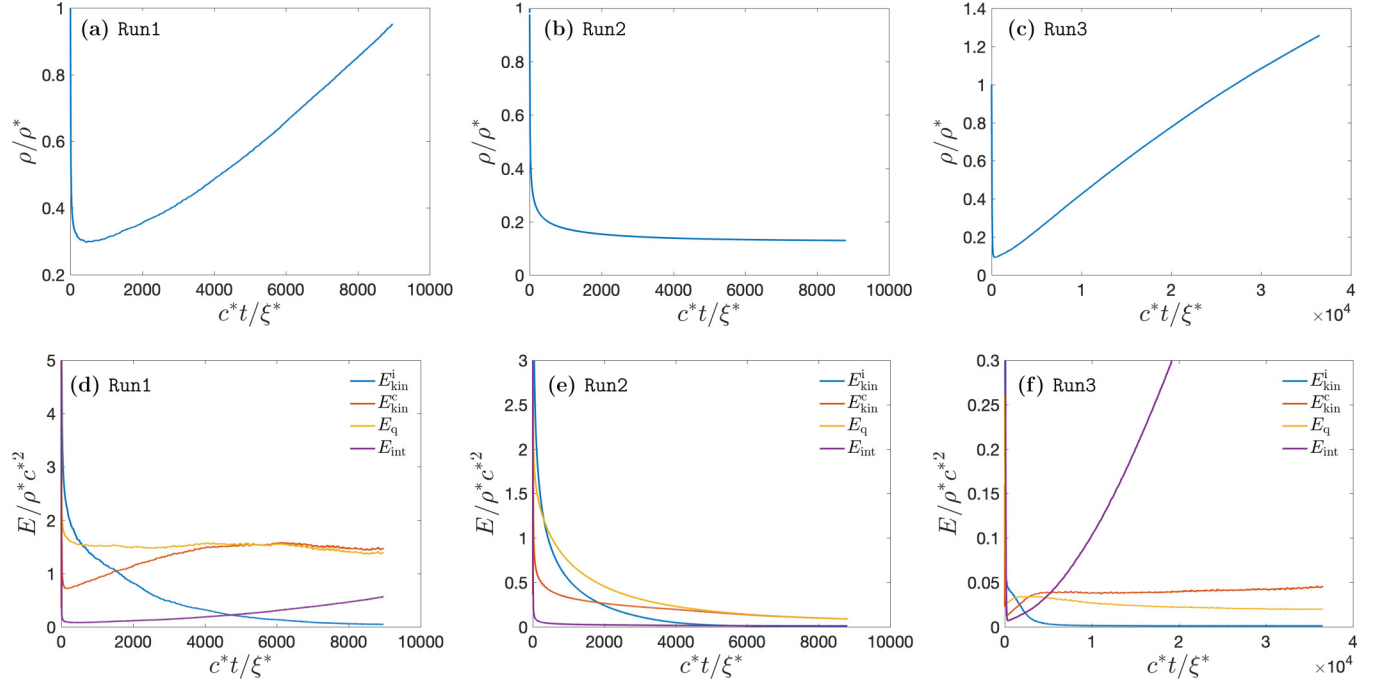 (a) Run1
1
0.8
0.6
0.4
0.2
ρ/ρ*
0 2000 4000 6000 8000 10000
c*t/ξ*
(b) Run2
1
0.8
0.6
0.4
0.2
0
ρ/ρ*
0 2000 4000 6000 8000 10000
c*t/ξ*
(c) Run3
1.4
1.2
1
0.8
0.6
0.4
0.2
0
ρ/ρ*
0 1 2 3 4
×10⁴
c*t/ξ*
(d) Run1
5
4
3
2
1
0
E/ρ*c*²
E^i_kin
E^c_kin
E_q
E_int
0 2000 4000 6000 8000 10000
c*t/ξ*
(e) Run2
3
2.5
2
1.5
1
0.5
0
E/ρ*c*²
E^i_kin
E^c_kin
E_q
E_int
0 2000 4000 6000 8000 10000
c*t/ξ*
(f) Run3
0.3
0.25
0.2
0.15
0.1
0.05
0
E/ρ*c*²
E^i_kin
E^c_kin
E_q
E_int
0 1 2 3 4
×10⁴
c*t/ξ*